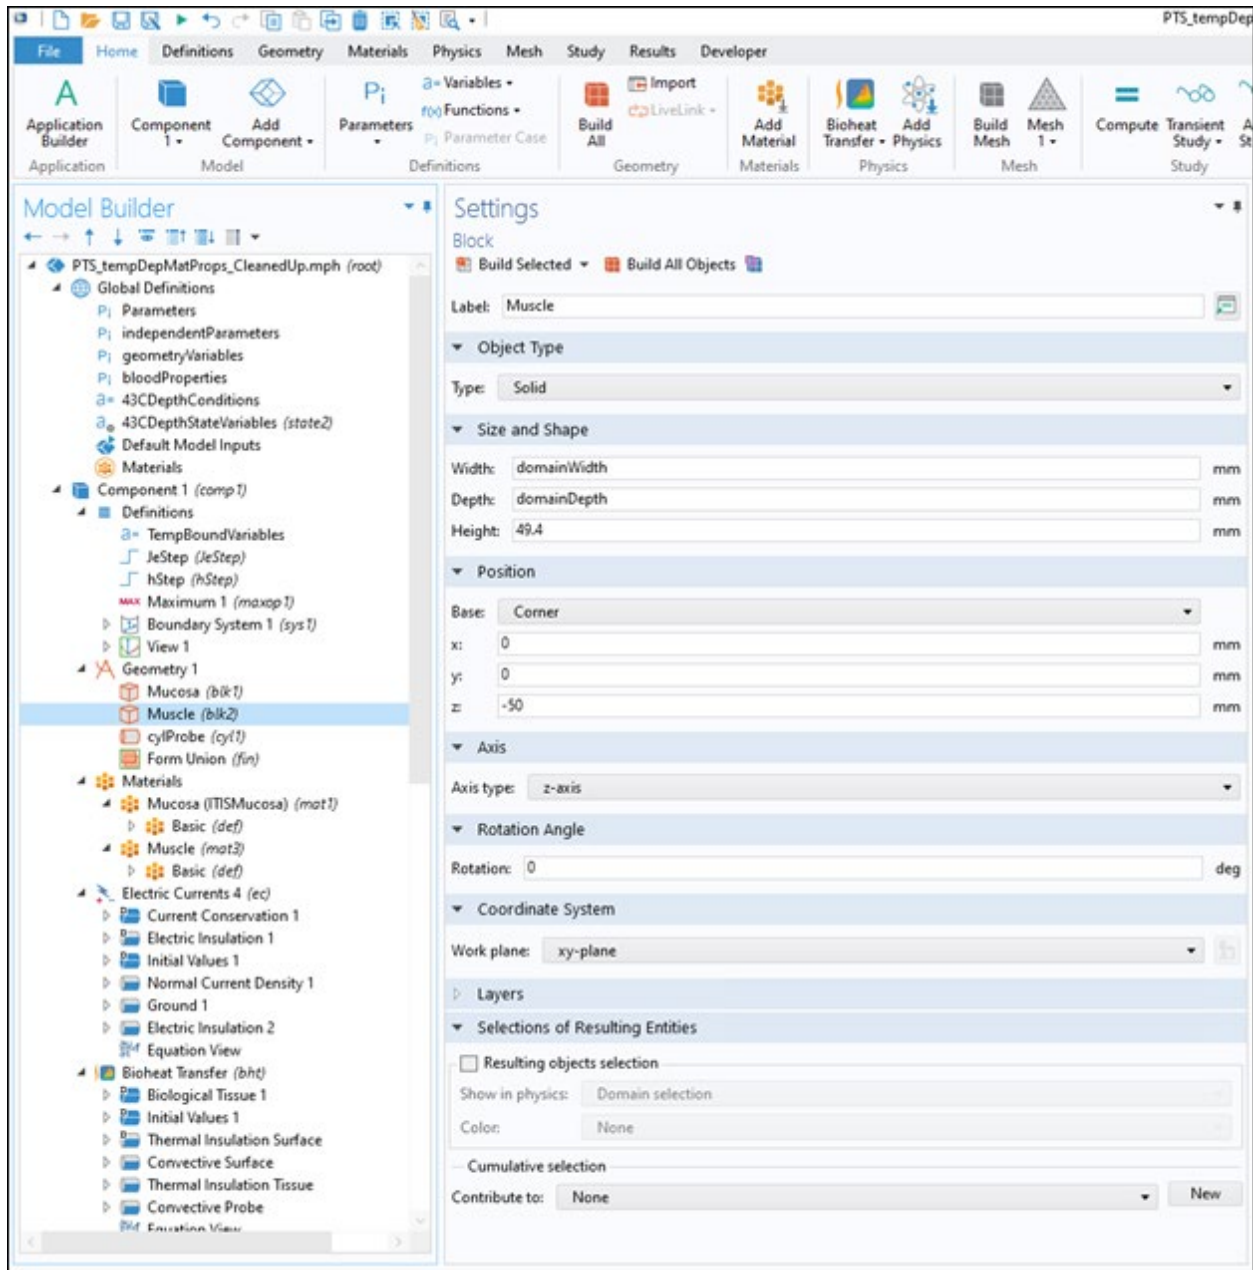 PTS_tempDep
File Home Definitions Geometry Materials Physics Mesh Study Results Developer
Application Builder
Component 1
Add Component
Parameters
a= Variables
f(x) Functions
Pi Parameter Case
Build All
Import
LiveLink
Add Material
Bioheat Transfer
Add Physics
Build Mesh
Mesh 1
Compute
Transient Study
Application Model Definitions Geometry Materials Physics Mesh Study
Model Builder
PTS_tempDepMatProps_CleanedUp.mph (root)
Global Definitions
Pi Parameters
Pi independentParameters
Pi geometryVariables
Pi bloodProperties
a= 43CDepthConditions
43CDepthStateVariables (state2)
Default Model Inputs
Materials
Component 1 (comp1)
Definitions
a= TempBoundVariables
JeStep (JeStep)
hStep (hStep)
MAX Maximum 1 (maxop1)
Boundary System 1 (sys1)
View 1
Geometry 1
Mucosa (blk1)
Muscle (blk2)
cylProbe (cyl1)
Form Union (fin)
Materials
Mucosa (ITISMucosa) (mat1)
Basic (def)
Muscle (mat3)
Basic (def)
Electric Currents 4 (ec)
Current Conservation 1
Electric Insulation 1
Initial Values 1
Normal Current Density 1
Ground 1
Electric Insulation 2
Equation View
Bioheat Transfer (bht)
Biological Tissue 1
Initial Values 1
Thermal Insulation Surface
Convective Surface
Thermal Insulation Tissue
Convective Probe
Equation View
Settings
Block
Build Selected Build All Objects
Label: Muscle
Object Type
Type: Solid
Size and Shape
Width: domainWidth mm
Depth: domainDepth mm
Height: 49.4 mm
Position
Base: Corner
x: 0 mm
y: 0 mm
z: -50 mm
Axis
Axis type: z-axis
Rotation Angle
Rotation: 0 deg
Coordinate System
Work plane: xy-plane
Layers
Selections of Resulting Entities
Resulting objects selection
Show in physics: Domain selection
Color: None
Cumulative selection
Contribute to: None New